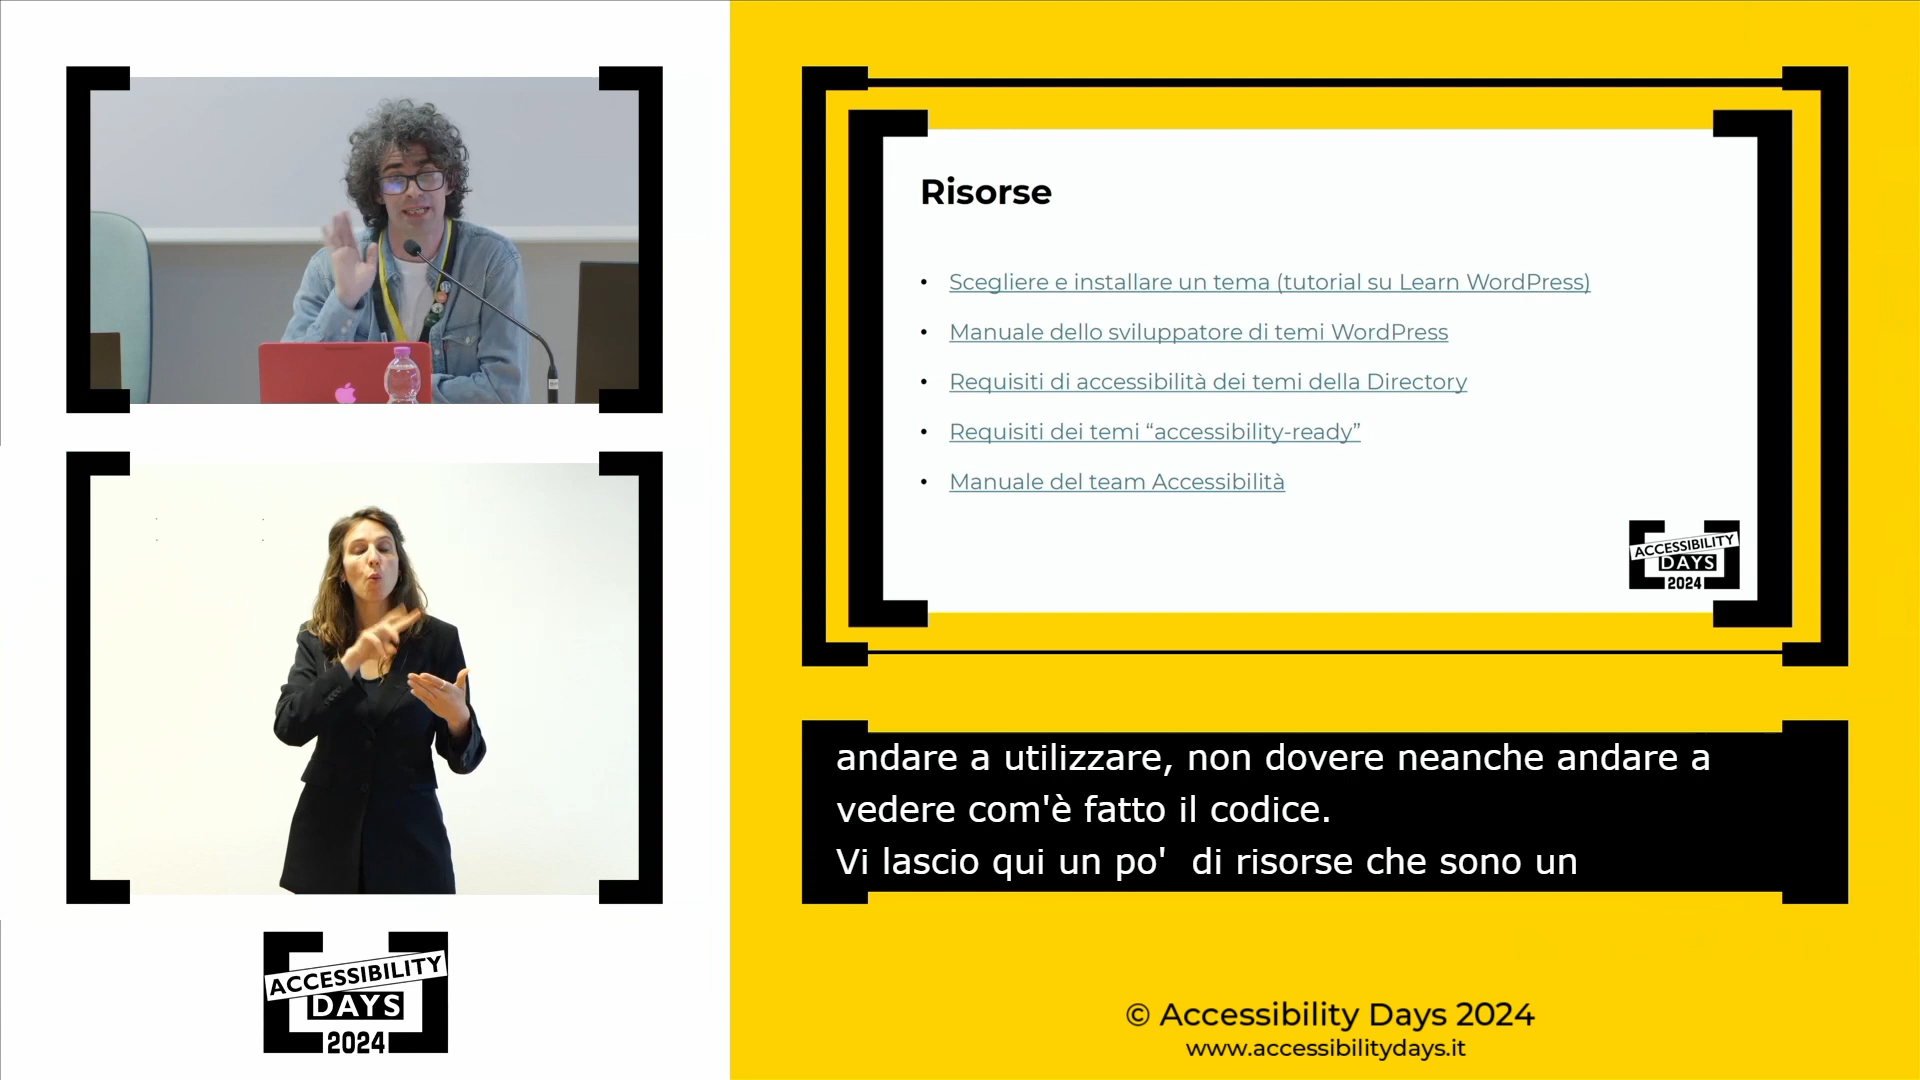 Risorse
• Scegliere e installare un tema (tutorial su Learn WordPress)
• Manuale dello sviluppatore di temi WordPress
• Requisiti di accessibilità dei temi della Directory
• Requisiti dei temi “accessibility-ready”
• Manuale del team Accessibilità
ACCESSIBILITY
DAYS
2024
andare a utilizzare, non dovere neanche andare a
vedere com'è fatto il codice.
Vi lascio qui un po'  di risorse che sono un
ACCESSIBILITY
DAYS
2024
© Accessibility Days 2024
www.accessibilitydays.it